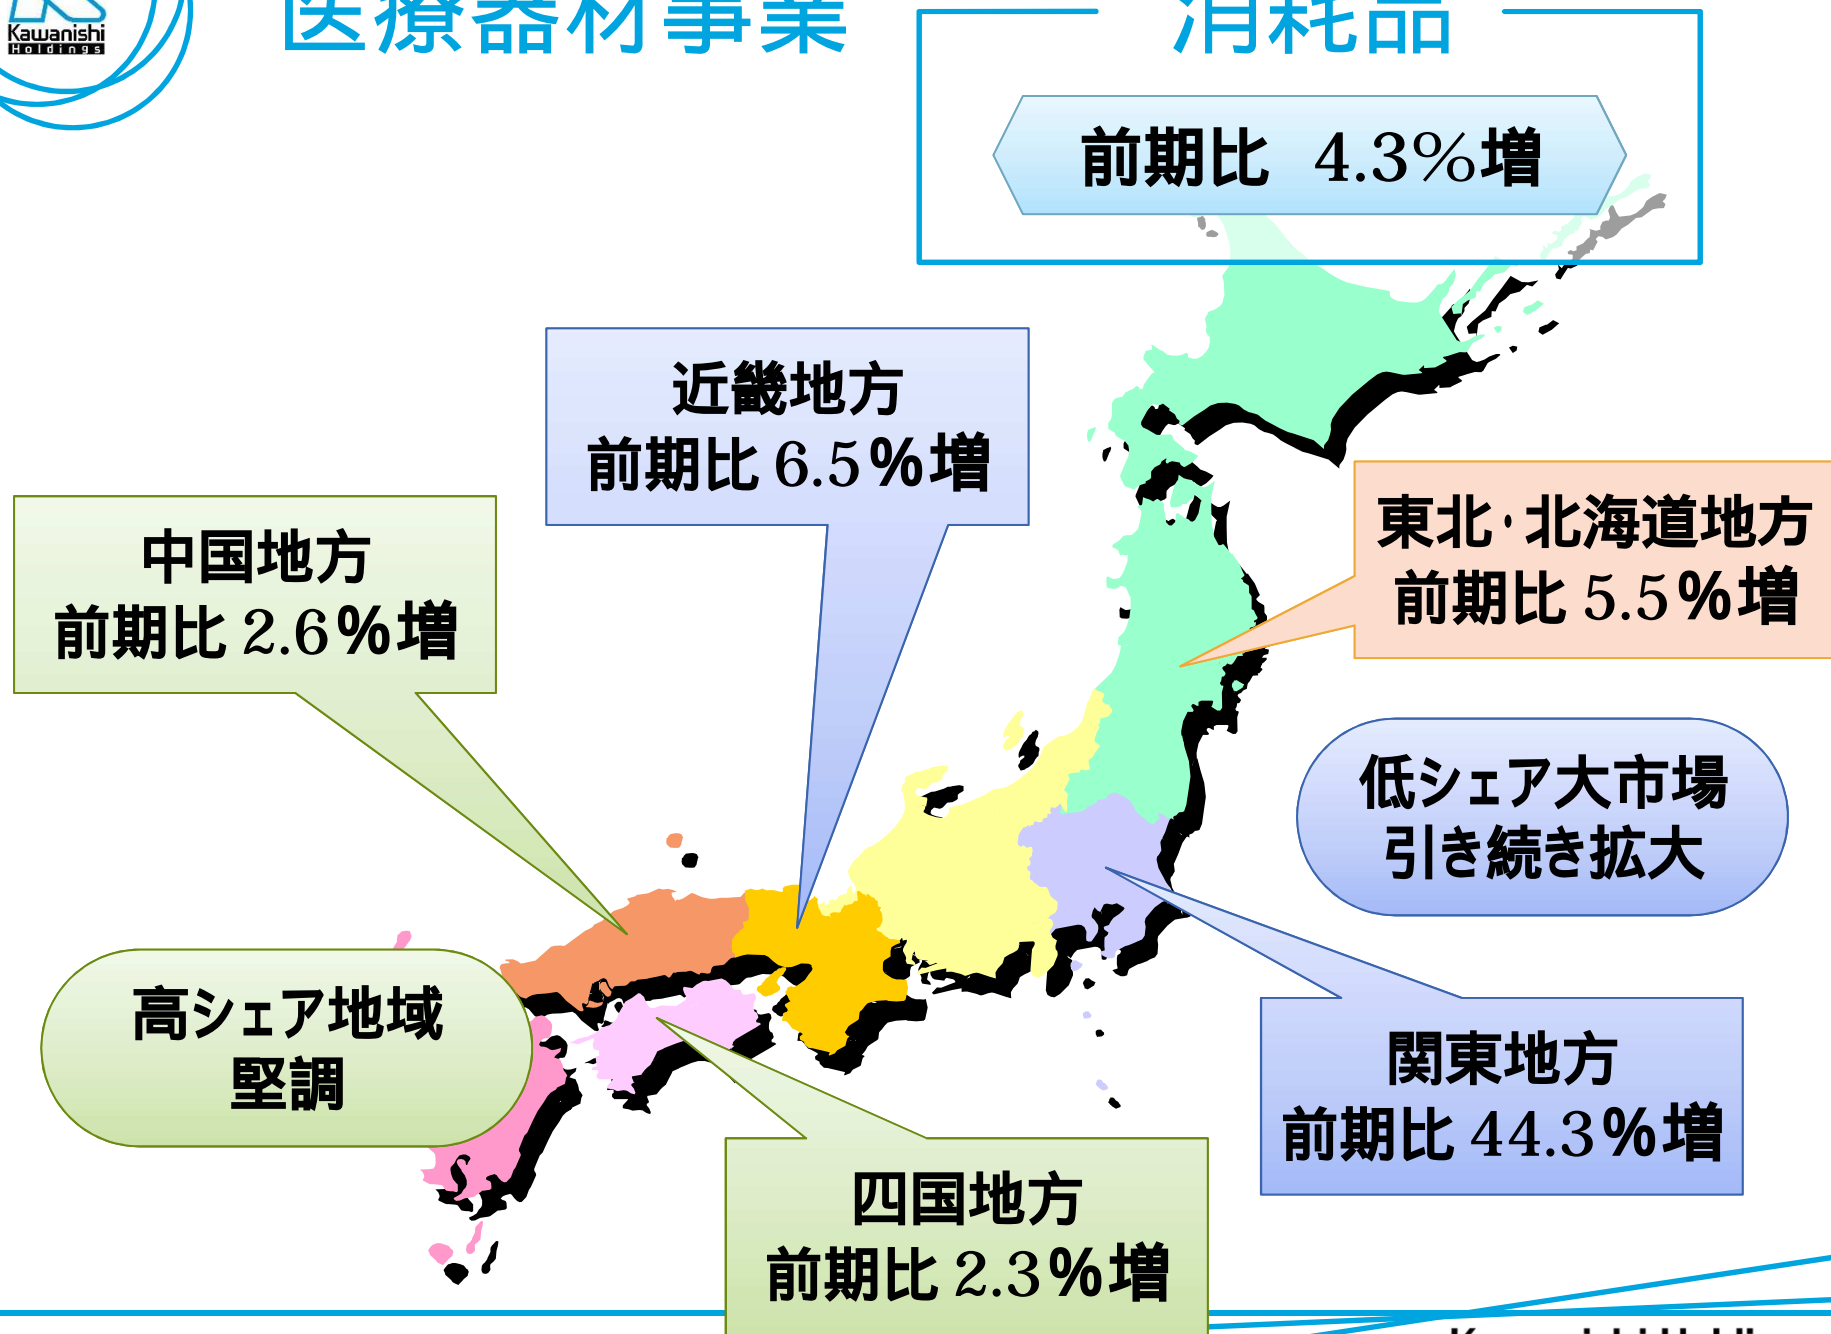 Kawanishi
Holdings
医療器材事業
消耗品
前期比 4.3%増
近畿地方
前期比 6.5%増
中国地方
前期比 2.6%増
東北・北海道地方
前期比 5.5%増
低シェア大市場
引き続き拡大
高シェア地域
堅調
関東地方
前期比 44.3%増
四国地方
前期比 2.3%増